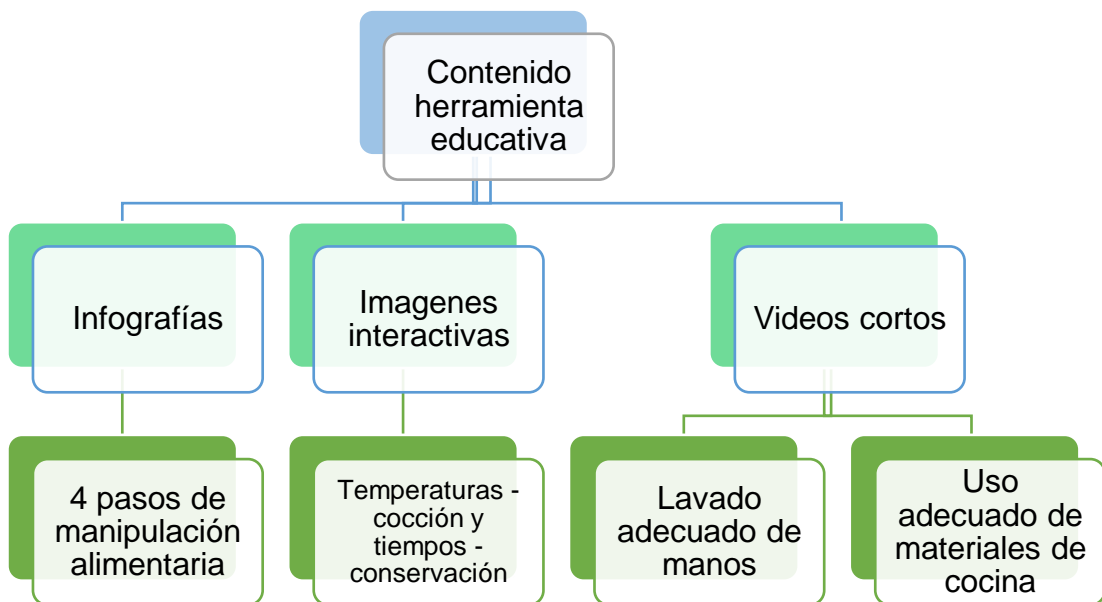 Contenido
herramienta
educativa
Infografías
Imagenes
interactivas
Videos cortos
4 pasos de
manipulación
alimentaria
Temperaturas -
cocción y
tiempos -
conservación
Lavado
adecuado de
manos
Uso
adecuado de
materiales de
cocina